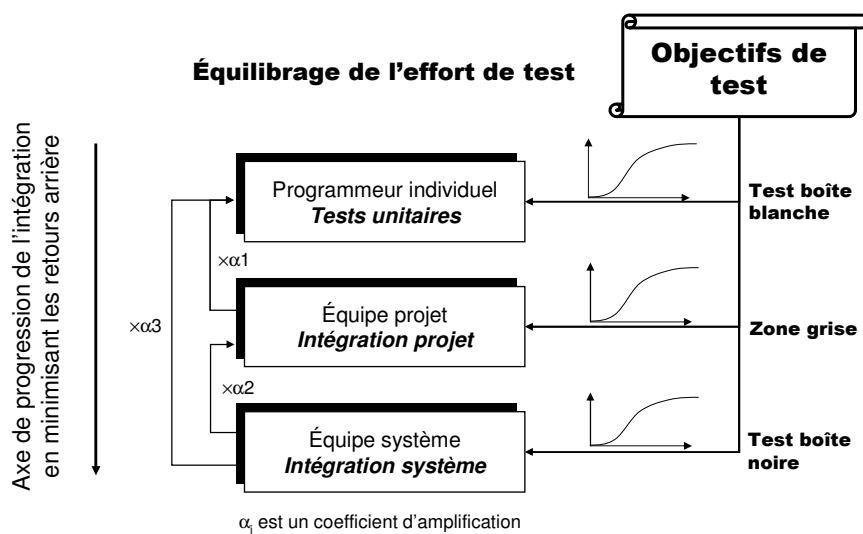 Équilibrage de l'effort de test
Objectifs de
test
Axe de progression de l'intégration
en minimisant les retours arrière
Programmeur individuel
Tests unitaires
Test boîte
blanche
×α1
Équipe projet
Intégration projet
Zone grise
×α3
×α2
Équipe système
Intégration système
Test boîte
noire
αi est un coefficient d'amplification